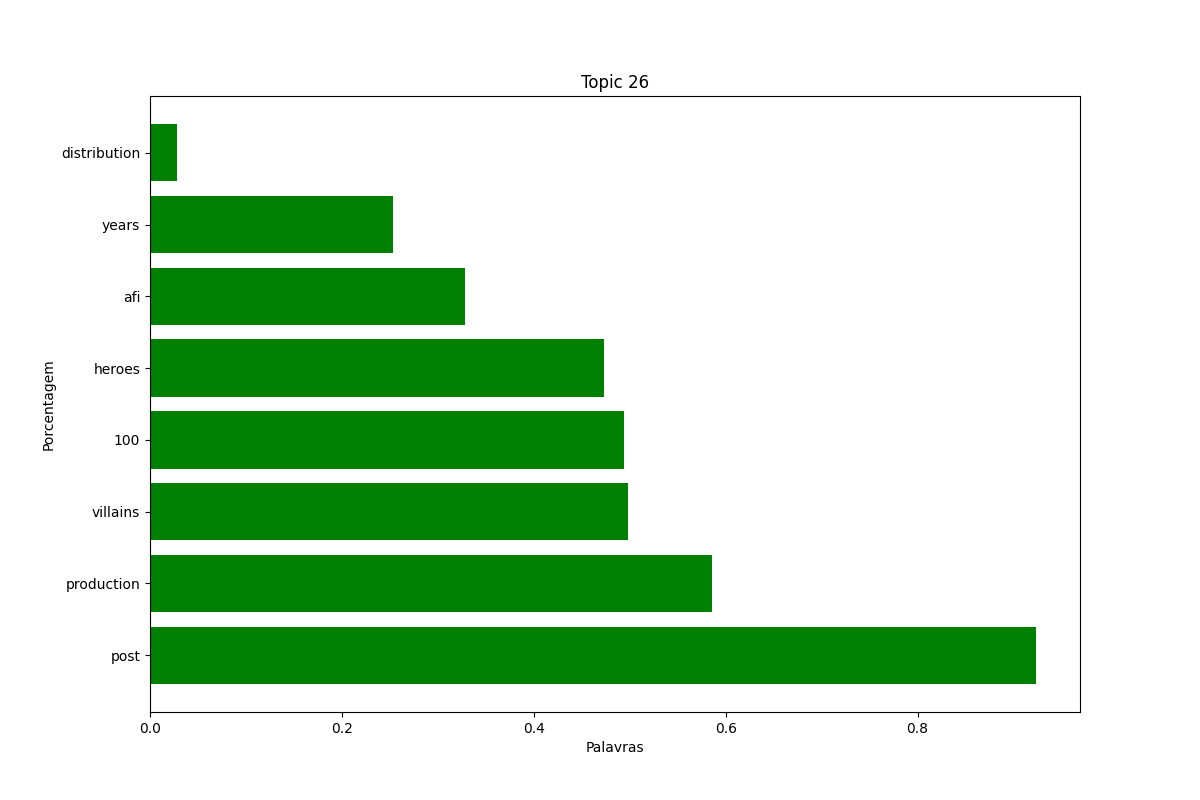 Topic 26
distribution
years
afi
heroes
100
villains
production
post
Porcentagem
0.0 0.2 0.4 0.6 0.8
Palavras